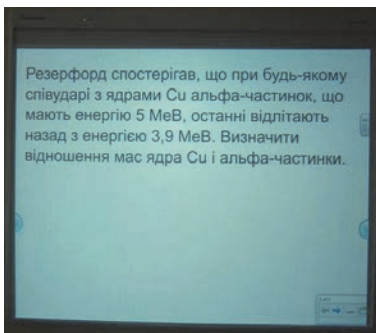 Резерфорд спостерігав, що при будь-якому
співударі з ядрами Cu альфа-частинок, що
мають енергію 5 МеВ, останні відлітають
назад з енергією 3,9 МеВ. Визначити
відношення мас ядра Cu і альфа-частинки.